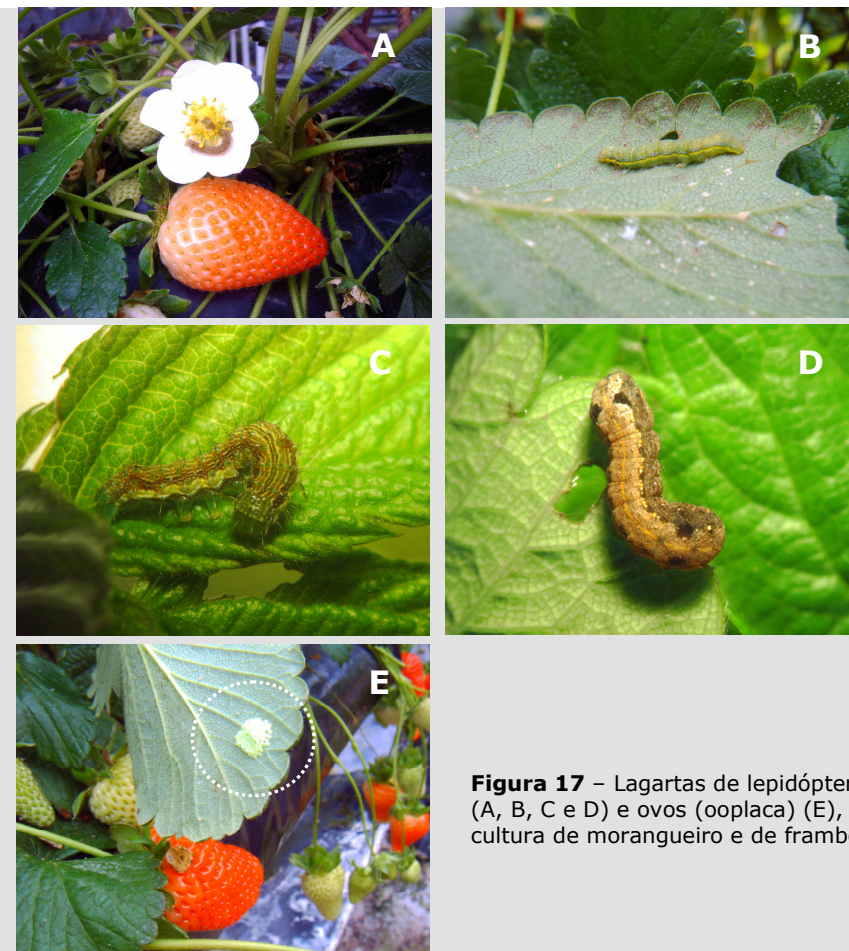 A
B
C
D
E
Figura 17 – Lagartas de lepidópter
(A, B, C e D) e ovos (ooplaca) (E),
cultura de morangueiro e de frambo